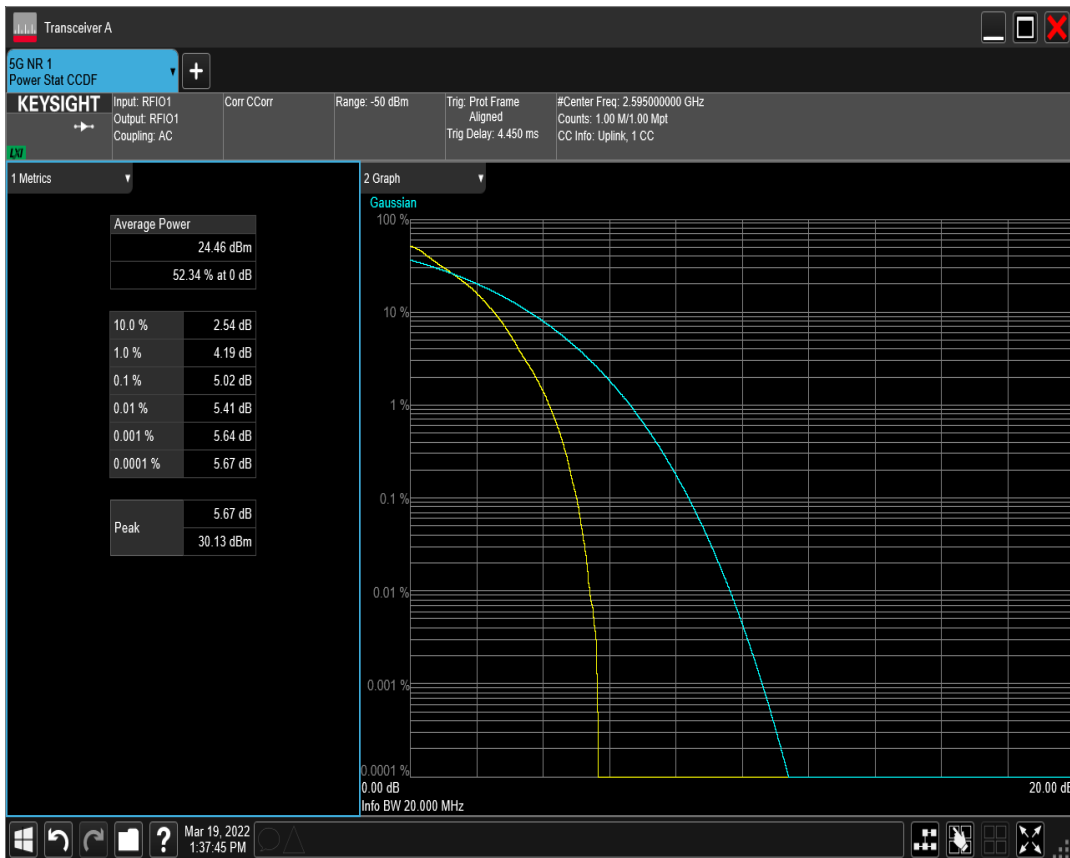 Transceiver A
5G NR 1
Power Stat CCDF
+
KEYSIGHT
LXI
Input: RFIO1
Output: RFIO1
Coupling: AC
Corr CCorr
Range: -50 dBm
Trig: Prot Frame
Aligned
Trig Delay: 4.450 ms
#Center Freq: 2.595000000 GHz
Counts: 1.00 M/1.00 Mpt
CC Info: Uplink, 1 CC
1 Metrics
Average Power
24.46 dBm
52.34 % at 0 dB
10.0 % 2.54 dB
1.0 % 4.19 dB
0.1 % 5.02 dB
0.01 % 5.41 dB
0.001 % 5.64 dB
0.0001 % 5.67 dB
Peak
5.67 dB
30.13 dBm
2 Graph
Gaussian
100 %
10 %
1 %
0.1 %
0.01 %
0.001 %
0.0001 %
0.00 dB 20.00 dB
Info BW 20.000 MHz
?
Mar 19, 2022
1:37:45 PM